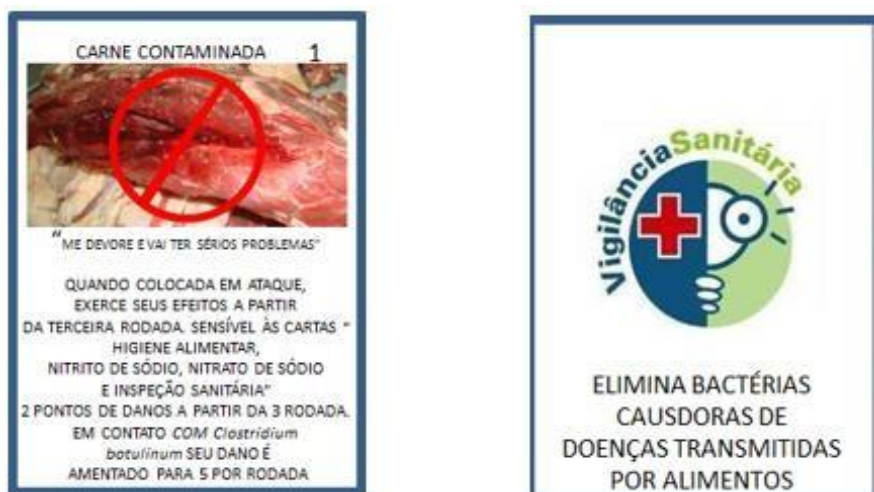 CARNE CONTAMINADA 1
“ME DEVORE E VAI TER SÉRIOS PROBLEMAS”
QUANDO COLOCADA EM ATAQUE,
EXERCE SEUS EFEITOS A PARTIR
DA TERCEIRA RODADA. SENSÍVEL ÀS CARTAS “
HIGIENE ALIMENTAR,
NITRITO DE SÓDIO, NITRATO DE SÓDIO
E INSPEÇÃO SANITÁRIA”
2 PONTOS DE DANOS A PARTIR DA 3 RODADA.
EM CONTATO COM Clostridium
botulinum SEU DANO É
AMENTADO PARA 5 POR RODADA
VigilânciaSanitária
ELIMINA BACTÉRIAS
CAUSDORAS DE
DOENÇAS TRANSMITIDAS
POR ALIMENTOS